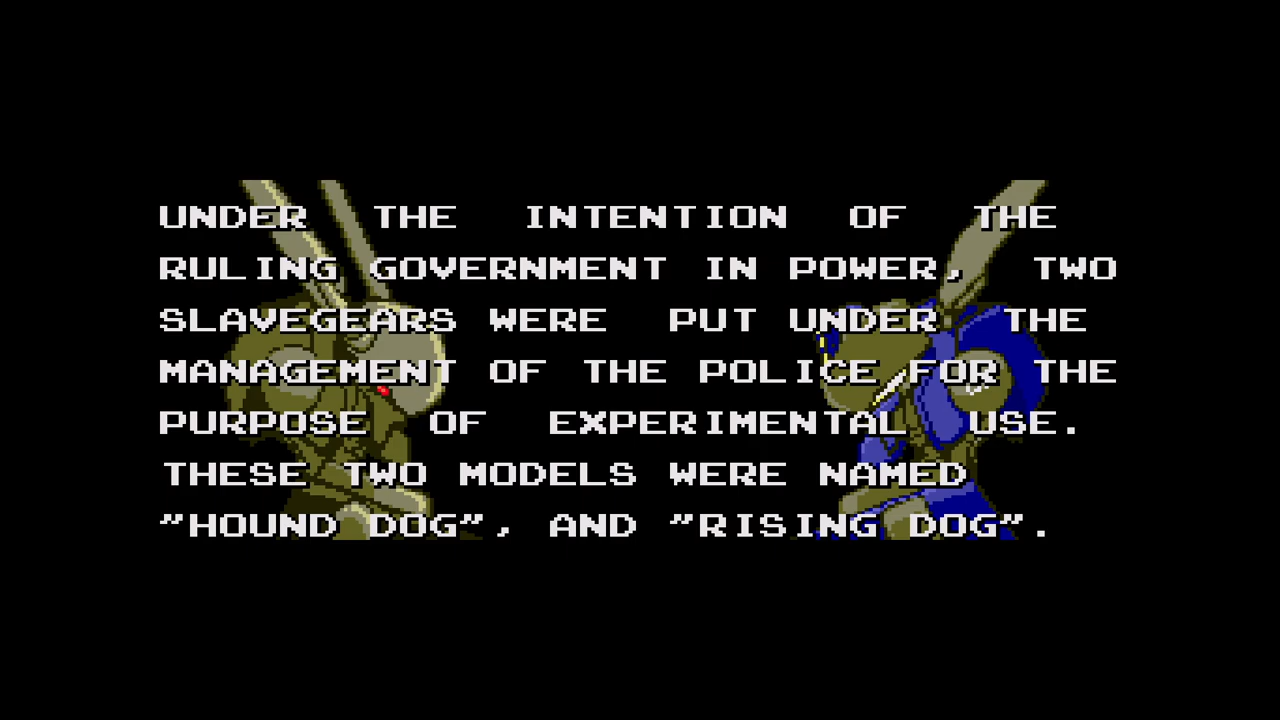 UNDER THE INTENTION OF THE
RULING GOVERNMENT IN POWER, TWO
SLAVEGEARS WERE PUT UNDER THE
MANAGEMENT OF THE POLICE FOR THE
PURPOSE OF EXPERIMENTAL USE.
THESE TWO MODELS WERE NAMED
"HOUND DOG", AND "RISING DOG".